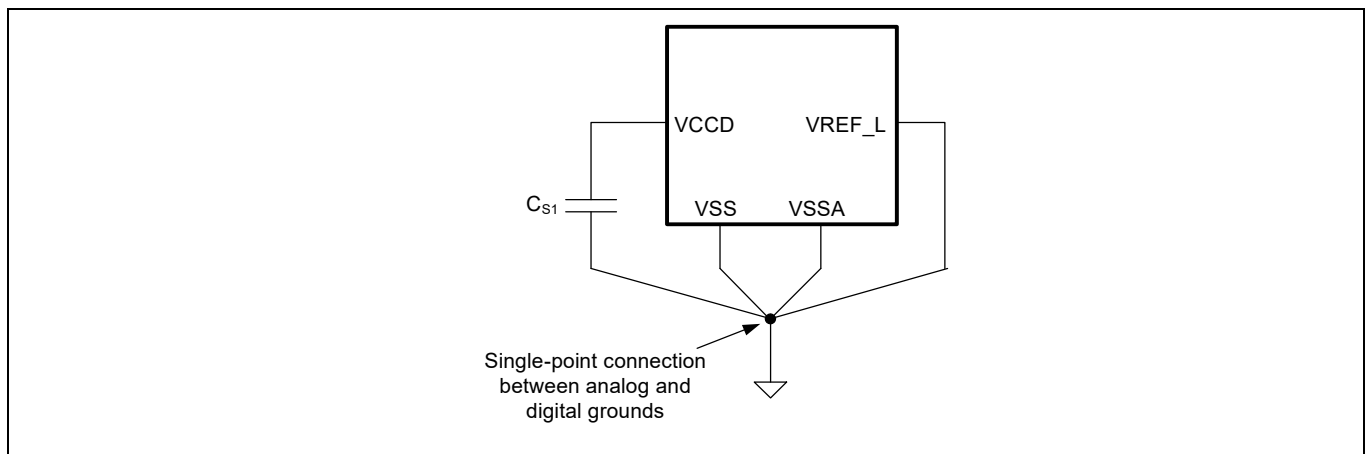 VCCD
VREF_L
CS1
VSS
VSSA
Single-point connection
between analog and
digital grounds